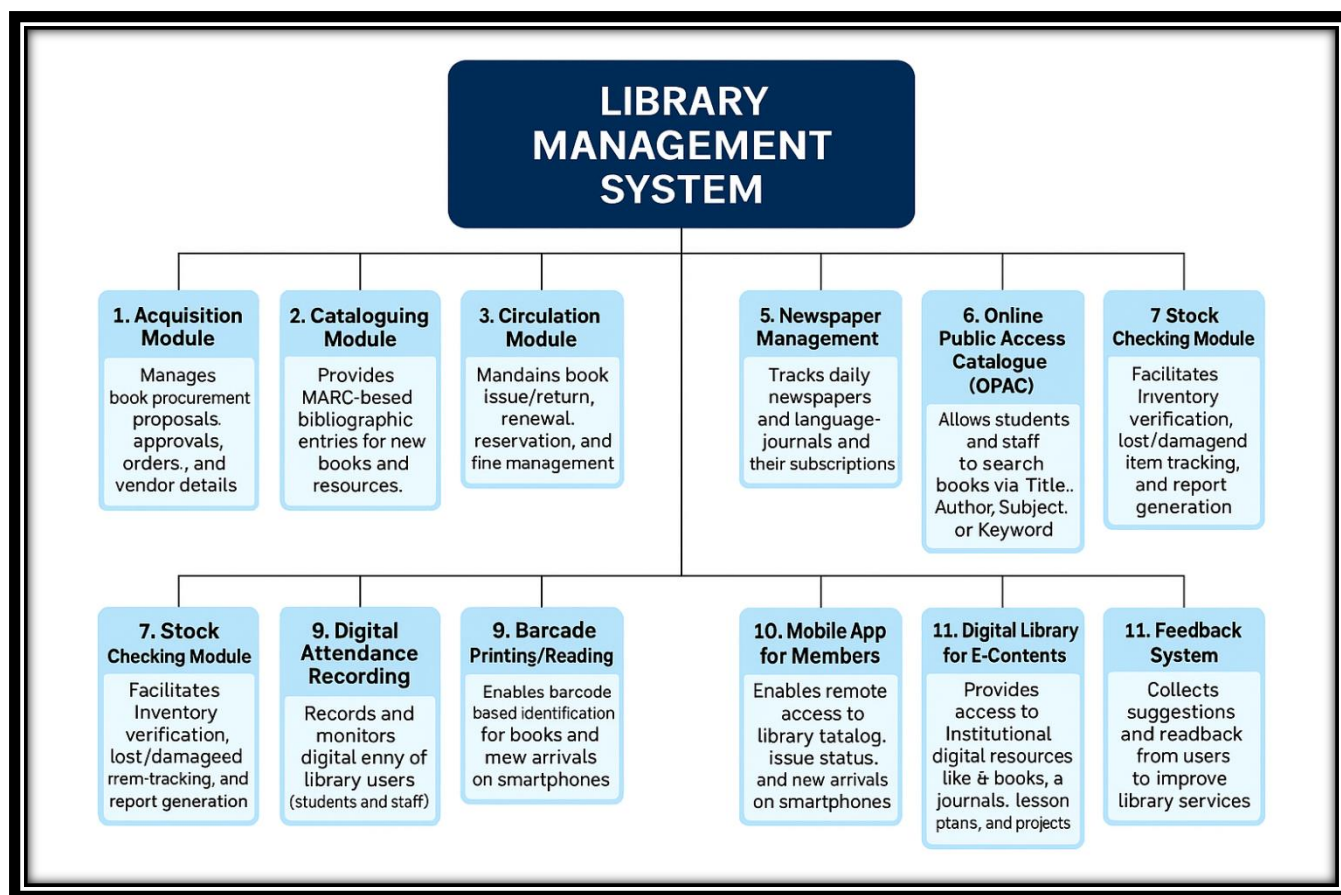 LIBRARY
MANAGEMENT
SYSTEM
1. Acquisition
Module
Manages
book procurement
proposals.
approvals,
orders., and
vendor details
2. Cataloguing
Module
Provides
MARC-besed
bibliographic
entries for new
books and
resources.
3. Circulation
Module
Mandains book
issue/return,
renewal.
reservation, and
fine management
5. Newspaper
Management
Tracks daily
newspapers
and language-
journals and
their subscriptions
6. Online
Public Access
Catalogue
(OPAC)
Allows students
and staff
to search
books via Title..
Author, Subject.
or Keyword
7 Stock
Checking Module
Facilitates
Inventory
verification,
lost/damagend
item tracking,
and report
generation
7. Stock
Checking Module
Facilitates
Inventory
verification,
lost/damageed
rrem-tracking, and
report generation
9. Digital
Attendance
Recording
Records and
monitors
digital enny of
library users
(students and staff)
9. Barcade
Printins/Reading
Enables barcode
based identification
for books and
mew arrivals
on smartphones
10. Mobile App
for Members
Enables remote
access to
library tatalog.
issue status.
and new arrivals
on smartphones
11. Digital Library
for E-Contents
Provides
access to
Institutional
digital resources
like & books, a
journals. lesson
ptans, and projects
11. Feedback
System
Collects
suggestions
and readback
from users
to improve
library services